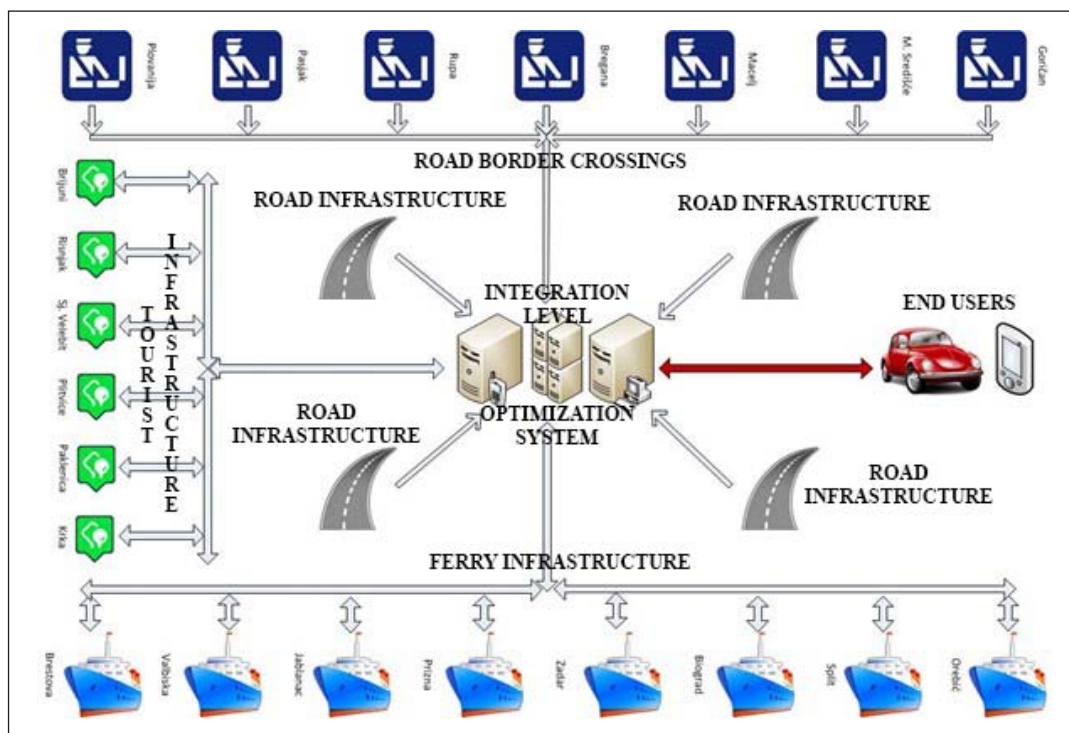 Plovanija
Pasjak
Rupa
Bregana
Macelj
M. Središće
Goričan
ROAD BORDER CROSSINGS
Brijuni
Risnjak
Sj. Velebit
Plitvice
Paklenica
Krka
TOURIST
INFRASTRUCTURE
ROAD INFRASTRUCTURE
ROAD INFRASTRUCTURE
INTEGRATION
LEVEL
END USERS
OPTIMIZATION
SYSTEM
ROAD
INFRASTRUCTURE
ROAD
INFRASTRUCTURE
FERRY INFRASTRUCTURE
Brestova
Valbiska
Jablanac
Prizna
Zadar
Biograd
Split
Orebić